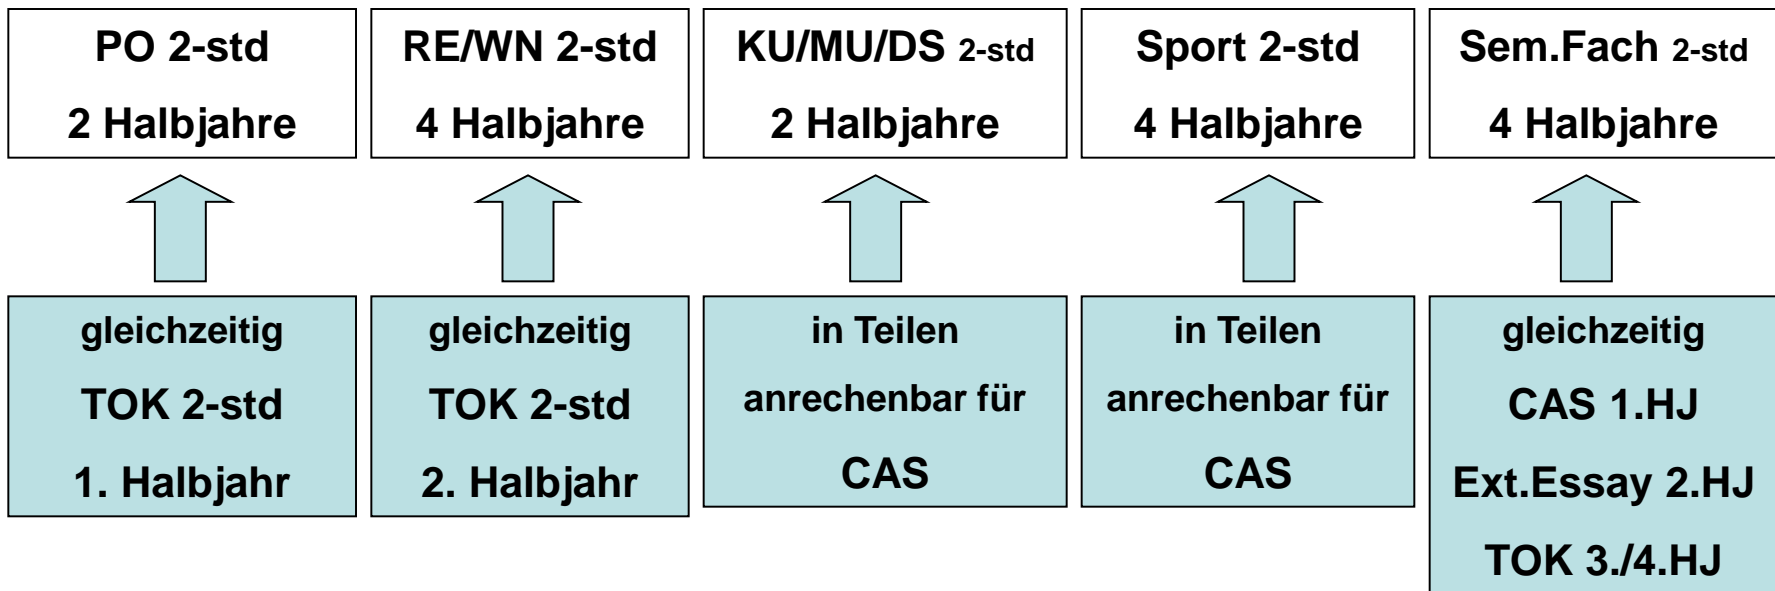 PO 2-std
2 Halbjahre
RE/WN 2-std
4 Halbjahre
KU/MU/DS 2-std
2 Halbjahre
Sport 2-std
4 Halbjahre
Sem.Fach 2-std
4 Halbjahre
gleichzeitig
TOK 2-std
1. Halbjahr
gleichzeitig
TOK 2-std
2. Halbjahr
in Teilen
anrechenbar für
CAS
in Teilen
anrechenbar für
CAS
gleichzeitig
CAS 1.HJ
Ext.Essay 2.HJ
TOK 3./4.HJ